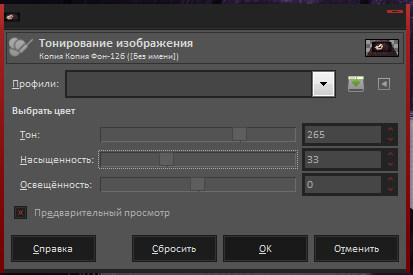 Тонирование изображения
Копия Копия Фон-126 ([Без имени])
Профили:
Выбрать цвет
Тон: 265
Насыщенность: 33
Освещённость: 0
Предварительный просмотр
Справка Сбросить OK Отменить